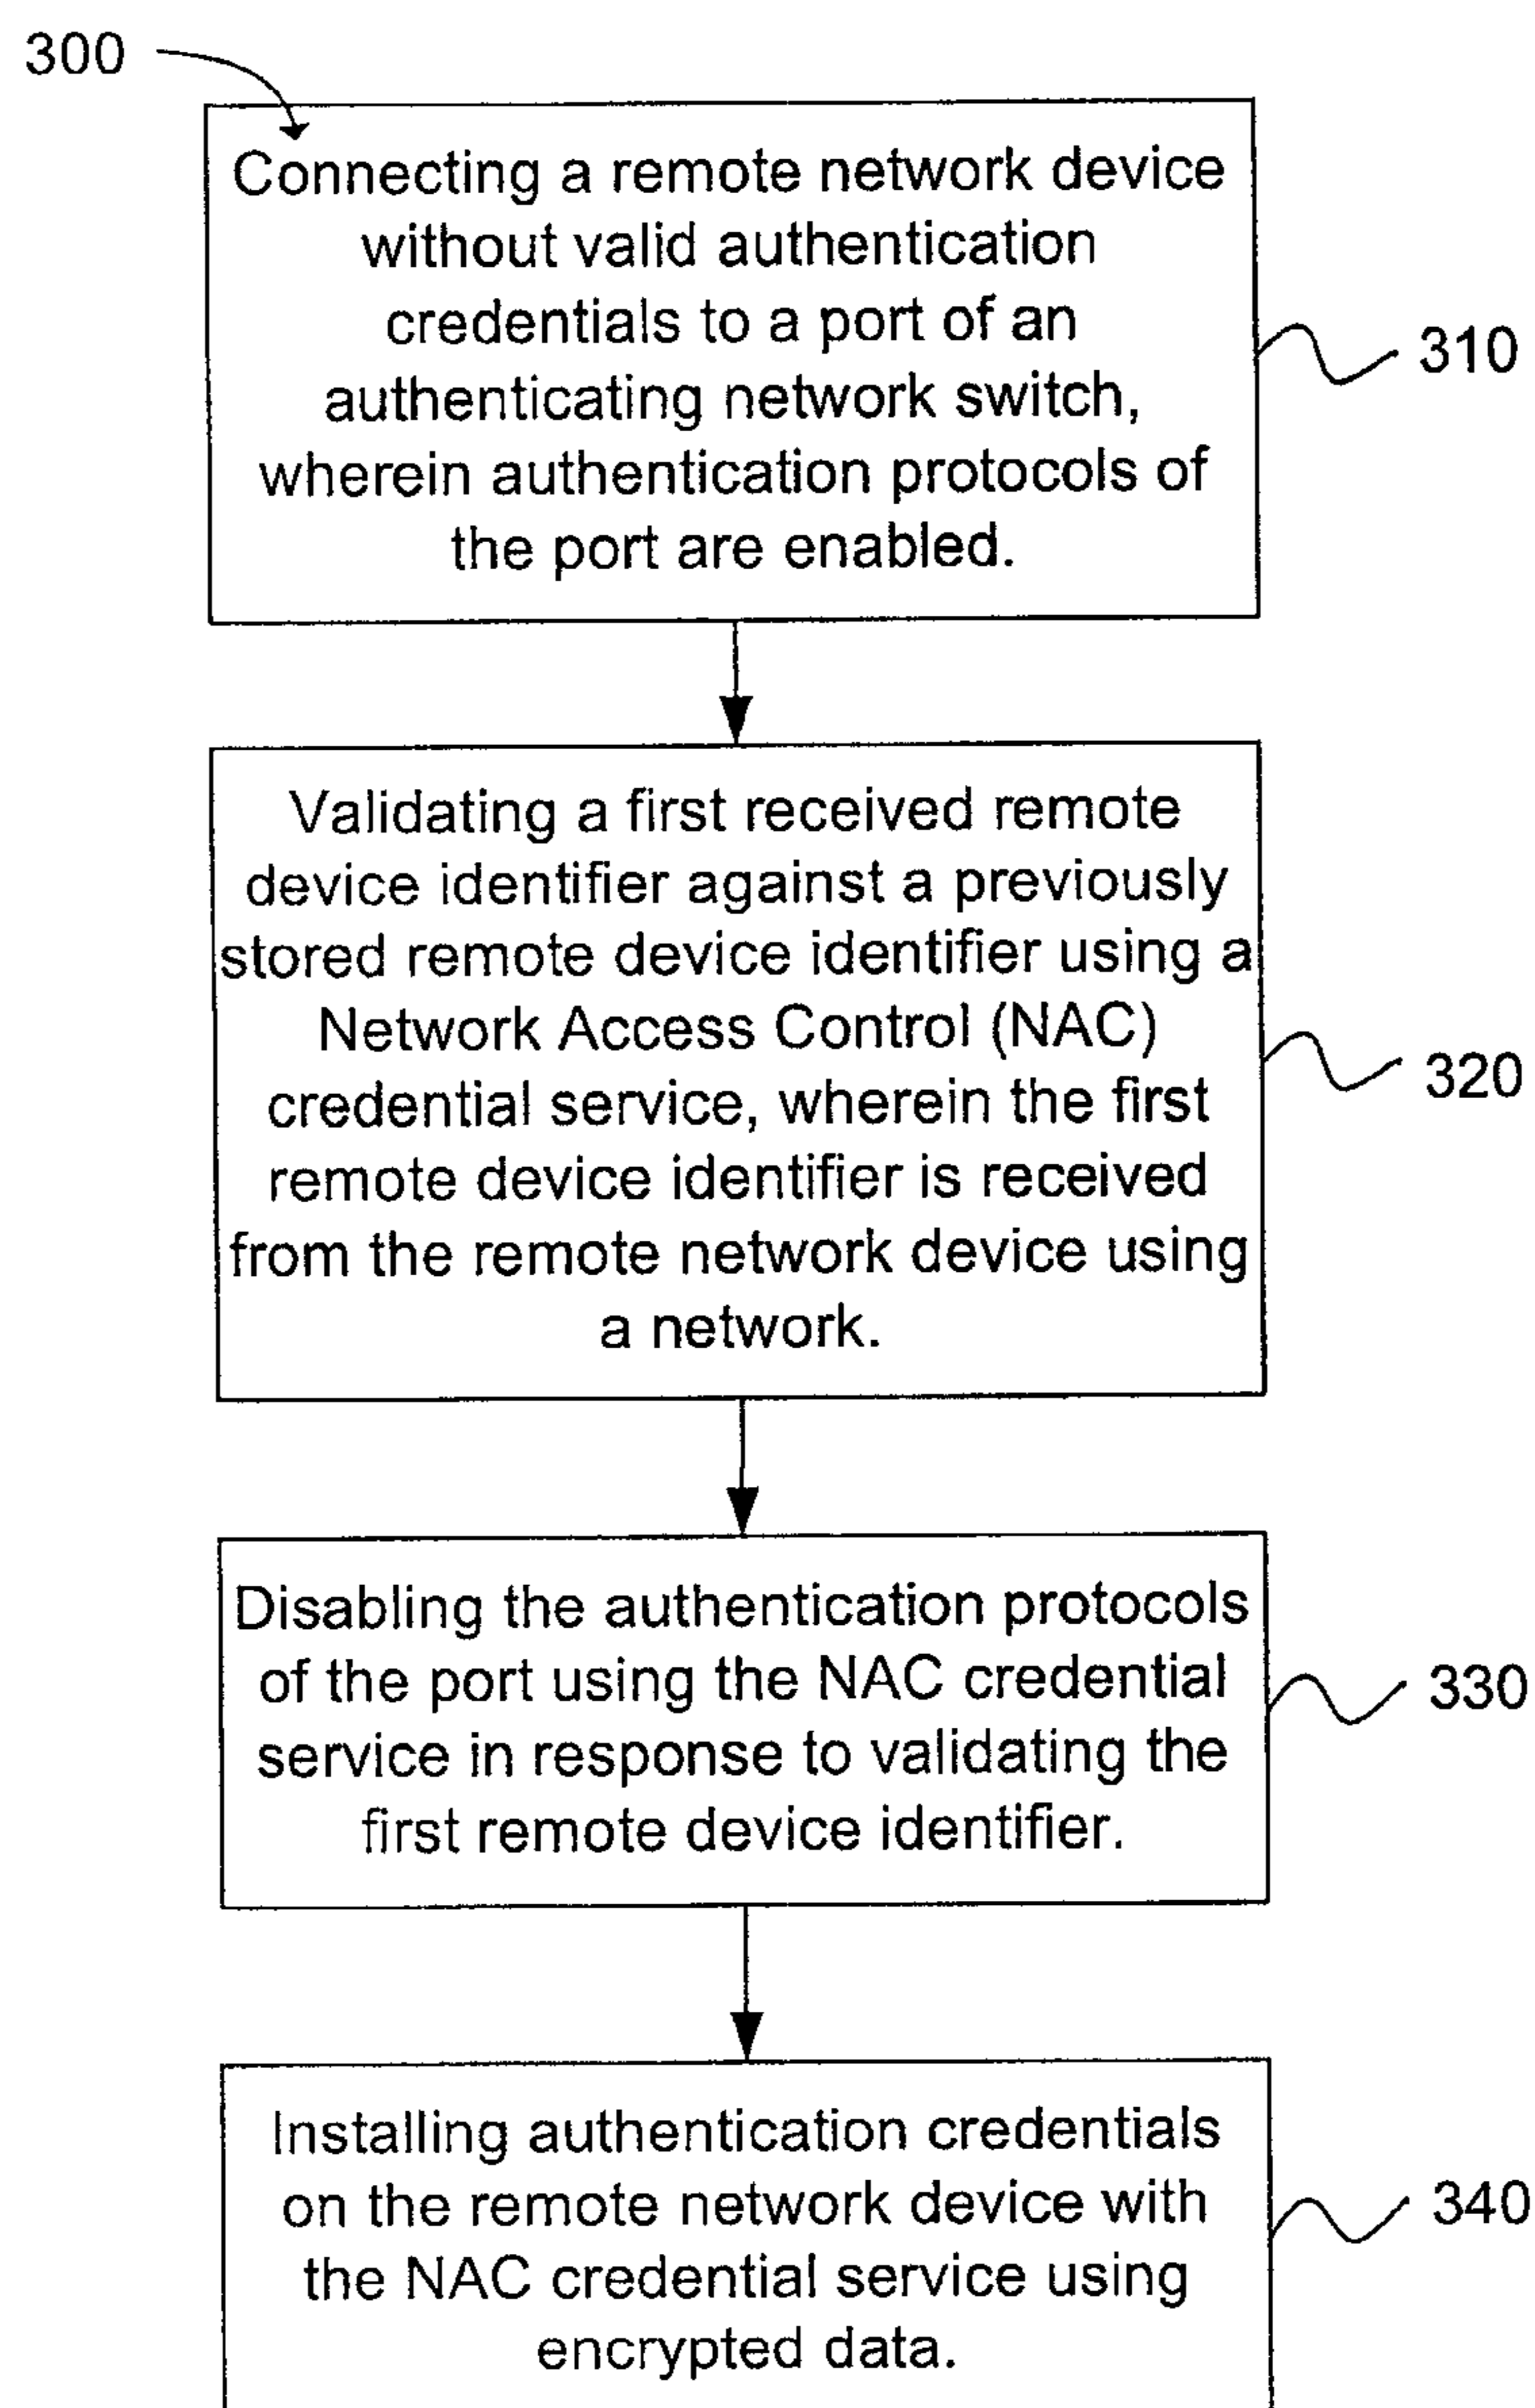 300
Connecting a remote network device
without valid authentication
credentials to a port of an
authenticating network switch,
wherein authentication protocols of
the port are enabled.
310
Validating a first received remote
device identifier against a previously
stored remote device identifier using a
Network Access Control (NAC)
credential service, wherein the first
remote device identifier is received
from the remote network device using
a network.
320
Disabling the authentication protocols
of the port using the NAC credential
service in response to validating the
first remote device identifier.
330
Installing authentication credentials
on the remote network device with
the NAC credential service using
encrypted data.
340